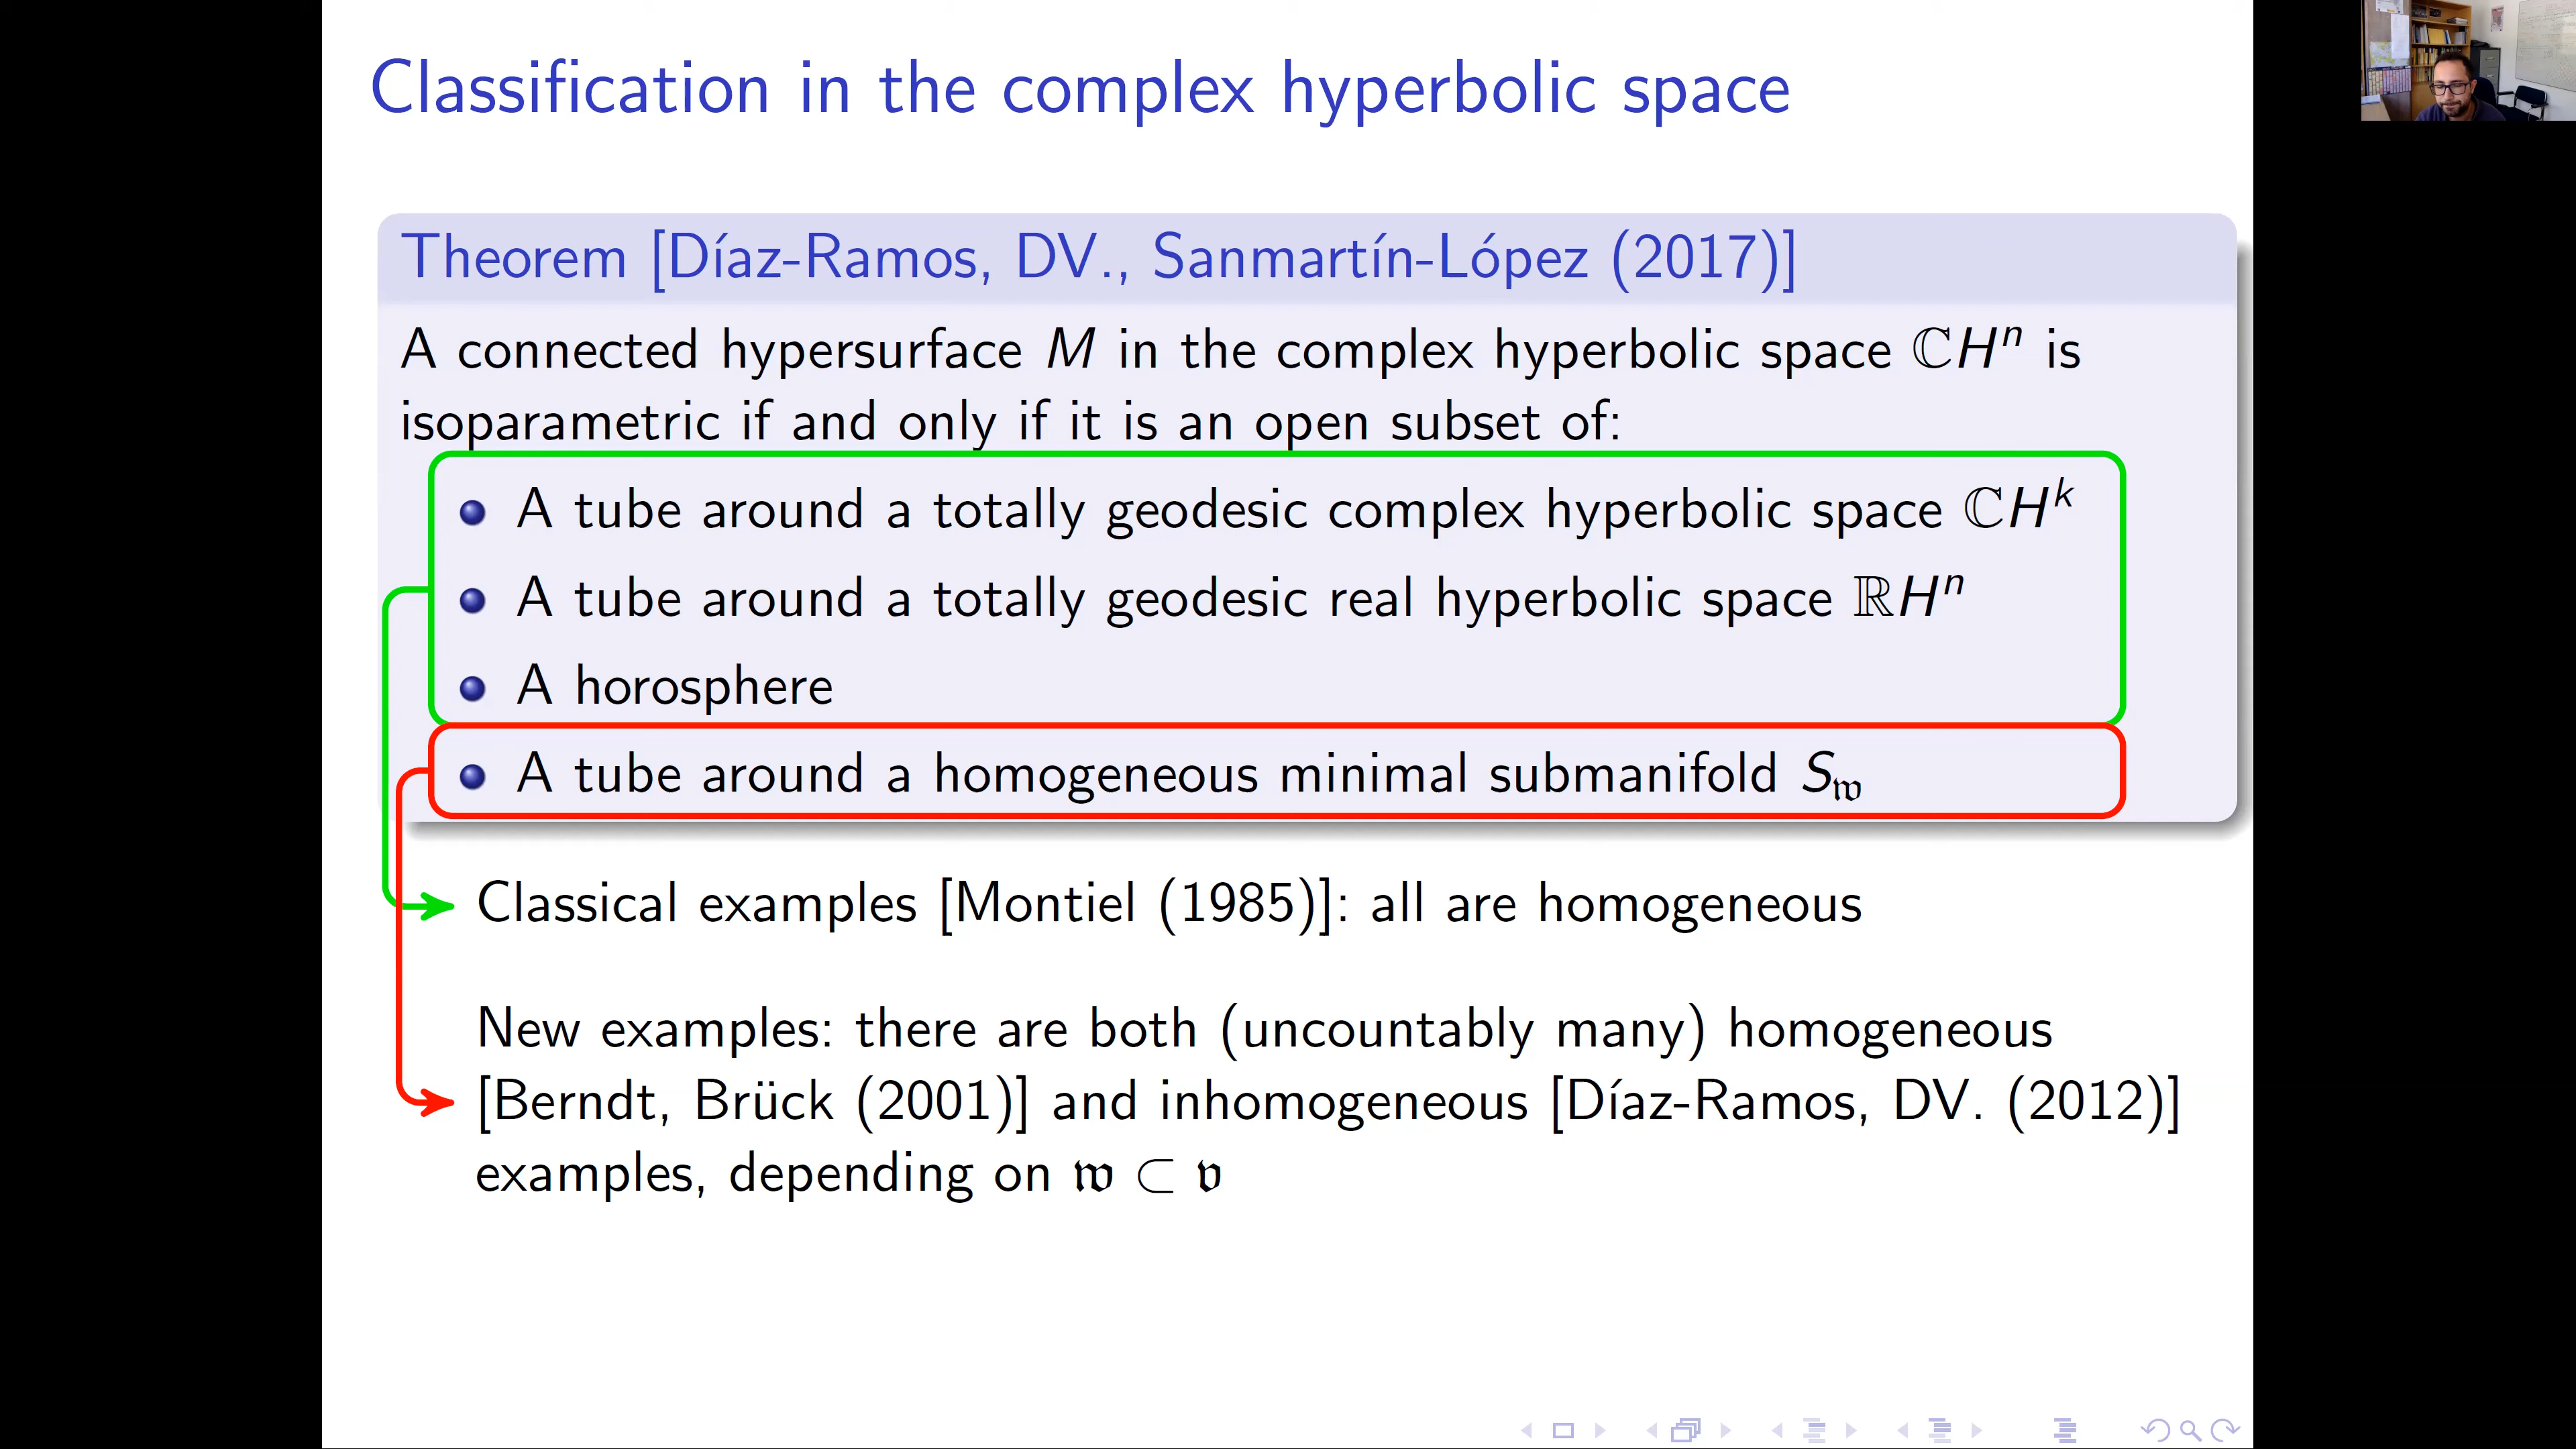 Classification in the complex hyperbolic space
Theorem [Díaz-Ramos, DV., Sanmartín-López (2017)]
A connected hypersurface M in the complex hyperbolic space ℂHⁿ is
isoparametric if and only if it is an open subset of:
A tube around a totally geodesic complex hyperbolic space ℂHᵏ
A tube around a totally geodesic real hyperbolic space ℝHⁿ
A horosphere
A tube around a homogeneous minimal submanifold S_𝔴
Classical examples [Montiel (1985)]: all are homogeneous
New examples: there are both (uncountably many) homogeneous
[Berndt, Brück (2001)] and inhomogeneous [Díaz-Ramos, DV. (2012)]
examples, depending on 𝔴 ⊂ 𝔳